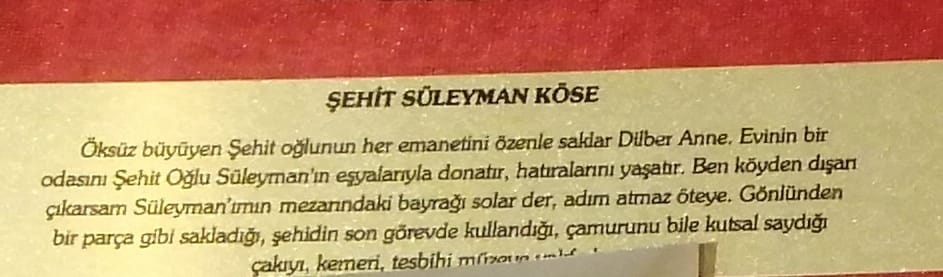 ŞEHİT SÜLEYMAN KÖSE
Öksüz büyüyen Şehit oğlunun her emanetini özenle saklar Dilber Anne. Evinin bir
odasını Şehit Oğlu Süleyman'ın eşyalarıyla donatır, hatıralarını yaşatır. Ben köyden dışarı
çıkarsam Süleyman'ımın mezarındaki bayrağı solar der, adım atmaz öteye. Gönlünden
bir parça gibi sakladığı, şehidin son görevde kullandığı, çamurunu bile kutsal saydığı
çakıyı, kemeri, tesbihi